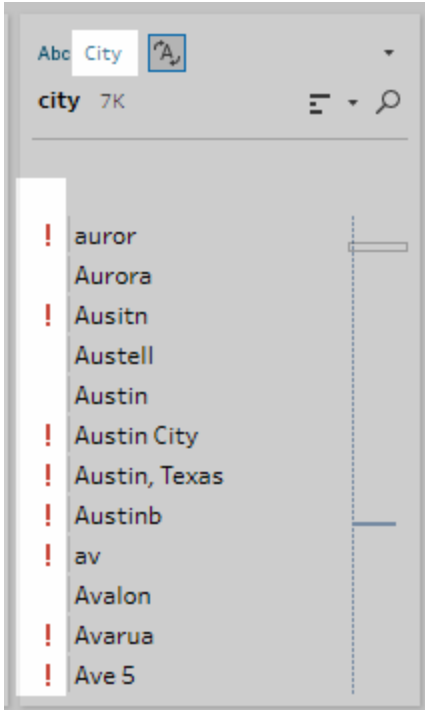 Abc City A
city 7K
! auror
Aurora
! Ausitn
Austell
Austin
! Austin City
! Austin, Texas
! Austinb
! av
Avalon
! Avarua
! Ave 5